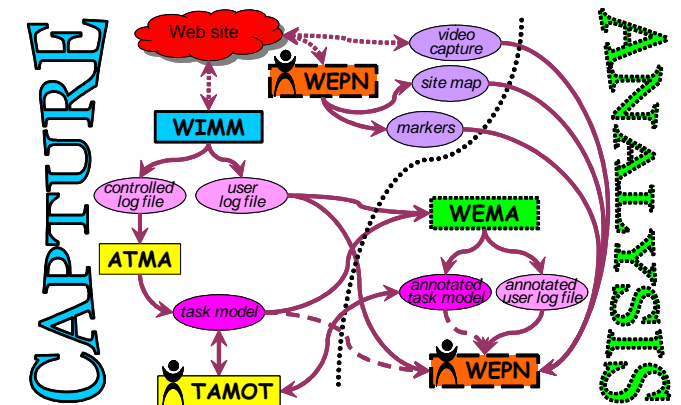 CAPTURE
ANALYSIS
Web site
video
capture
WEPN
site map
WIMM
markers
controlled
log file
user
log file
WEMA
ATMA
annotated
task model
annotated
user log file
task model
WEPN
TAMOT